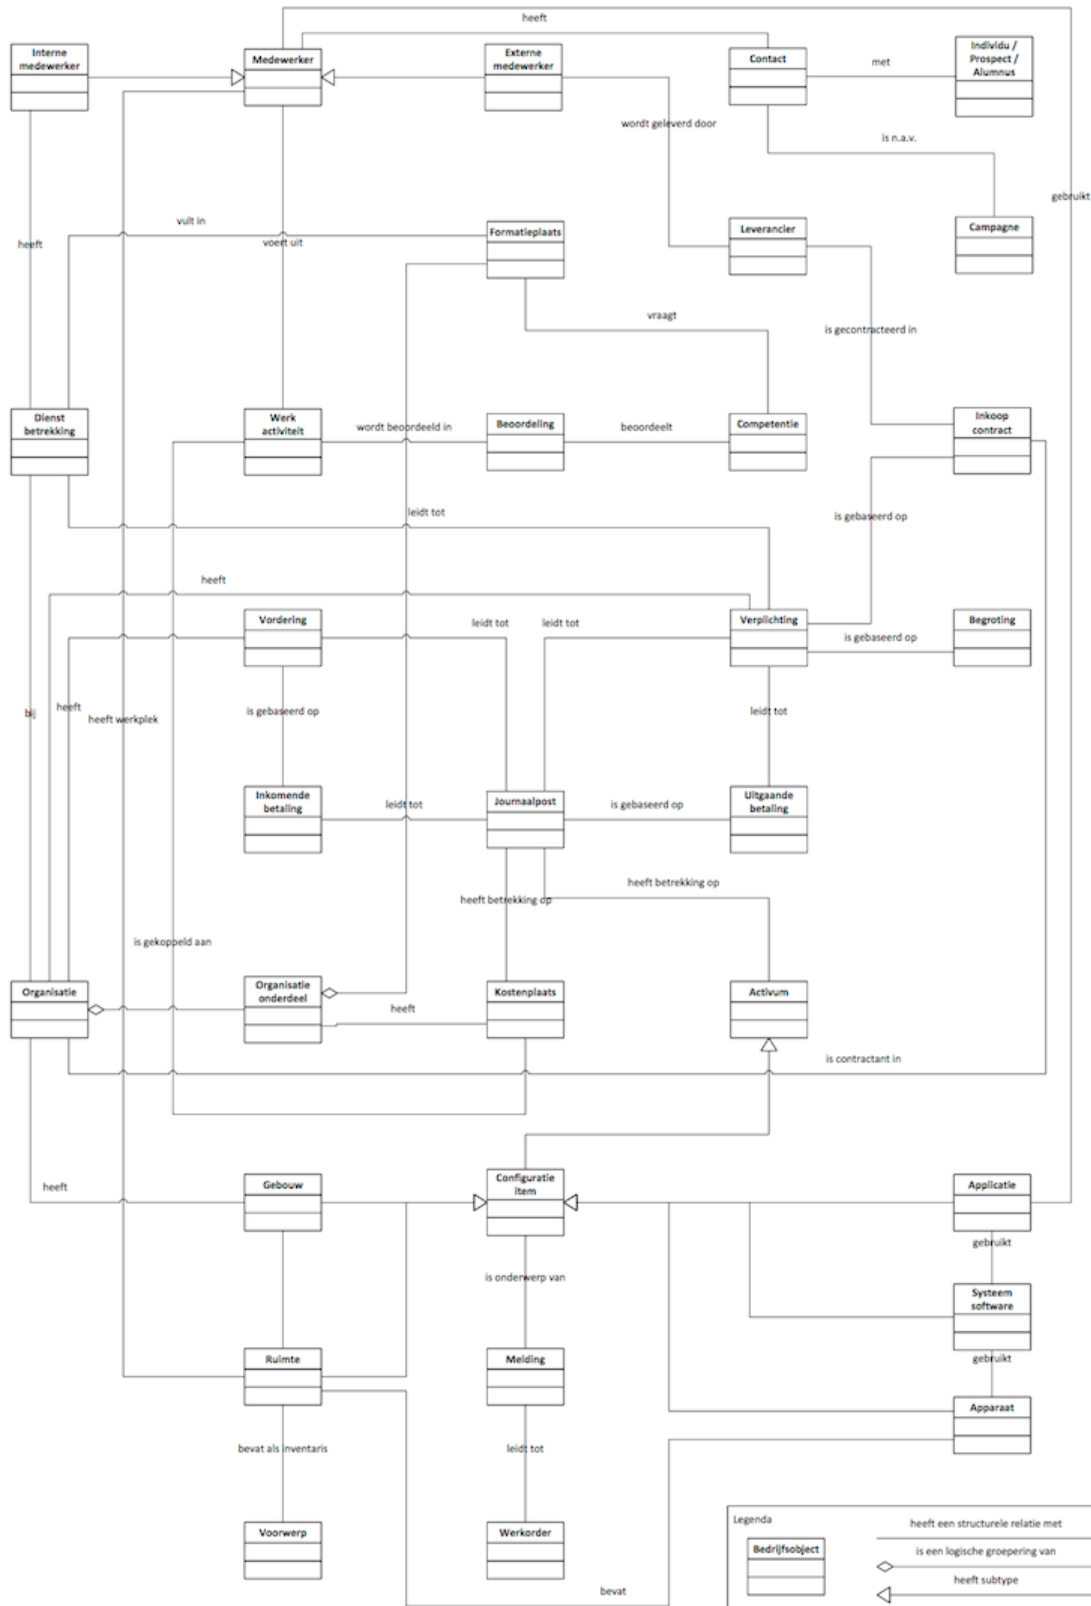 heeft
Interne
medewerker
Medewerker
Externe
medewerker
Contact
met
Individu /
Prospect /
Alumnus
wordt geleverd door
is n.a.v.
gebruikt
vult in
heeft
voert uit
Formatieplaats
Leverancier
Campagne
vraagt
is gecontracteerd in
Dienst
betrekking
Werk
activiteit
wordt beoordeeld in
Beoordeling
beoordeelt
Competentie
Inkoop
contract
leidt tot
is gebaseerd op
heeft
Vordering
leidt tot
leidt tot
Verplichting
is gebaseerd op
Begroting
bij
heeft
heeft werkplek
is gebaseerd op
leidt tot
Inkomende
betaling
leidt tot
Journaalpost
is gebaseerd op
Uitgaande
betaling
heeft betrekking op
heeft betrekking op
is gekoppeld aan
Organisatie
Organisatie
onderdeel
heeft
Kostenplaats
Activum
is contractant in
heeft
Gebouw
Configuratie
item
Applicatie
gebruikt
is onderwerp van
Systeem
software
Ruimte
Melding
gebruikt
Apparaat
bevat als inventaris
leidt tot
Voorwerp
Werkorder
bevat
Legenda
Bedrijfsobject
heeft een structurele relatie met
is een logische groepering van
heeft subtype